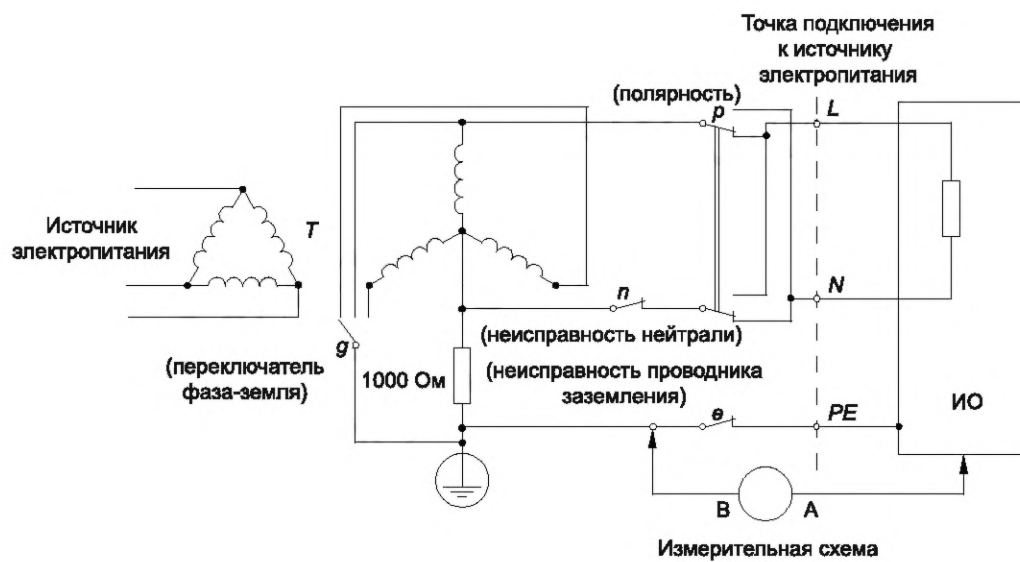 Точка подключения
к источнику
электропитания
(полярность)
p
L
Источник
электропитания
T
N
n
(неисправность нейтрали)
g
(переключатель
фаза-земля)
1000 Ом
(неисправность проводника
заземления)
e
PE
ИО
B
A
Измерительная схема